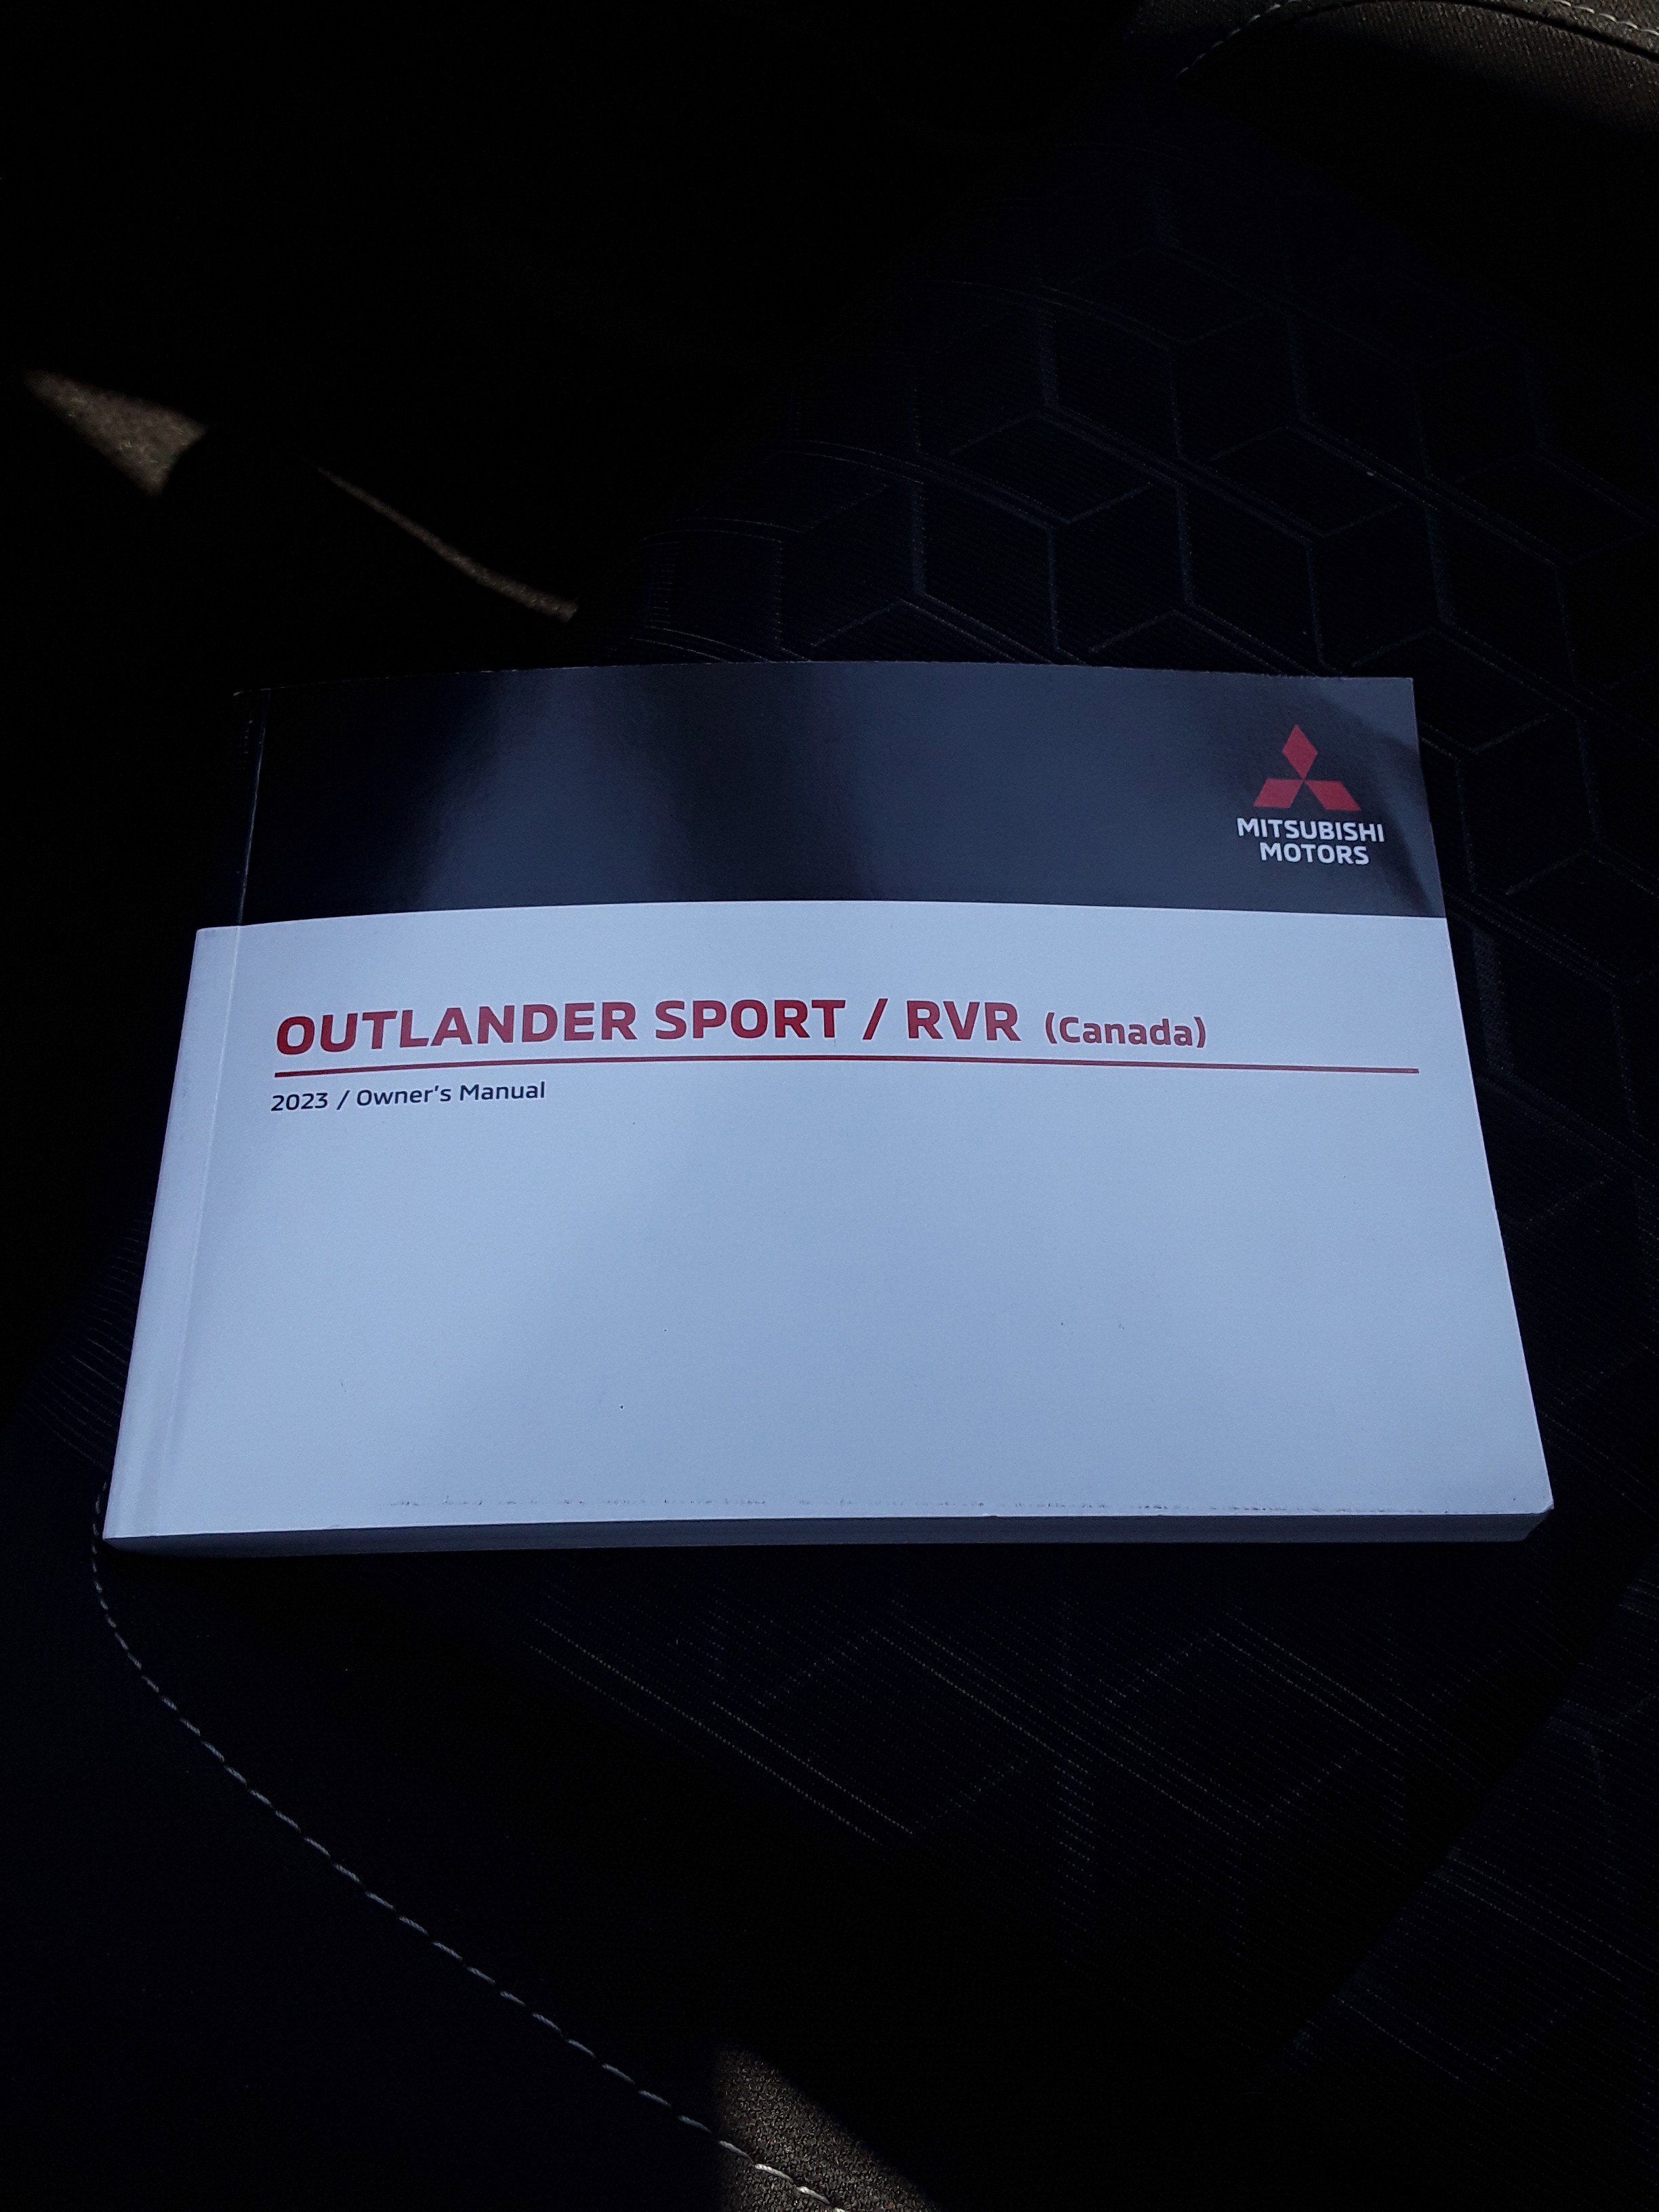 MITSUBISHI
MOTORS
OUTLANDER SPORT / RVR (Canada)
2023 / Owner's Manual